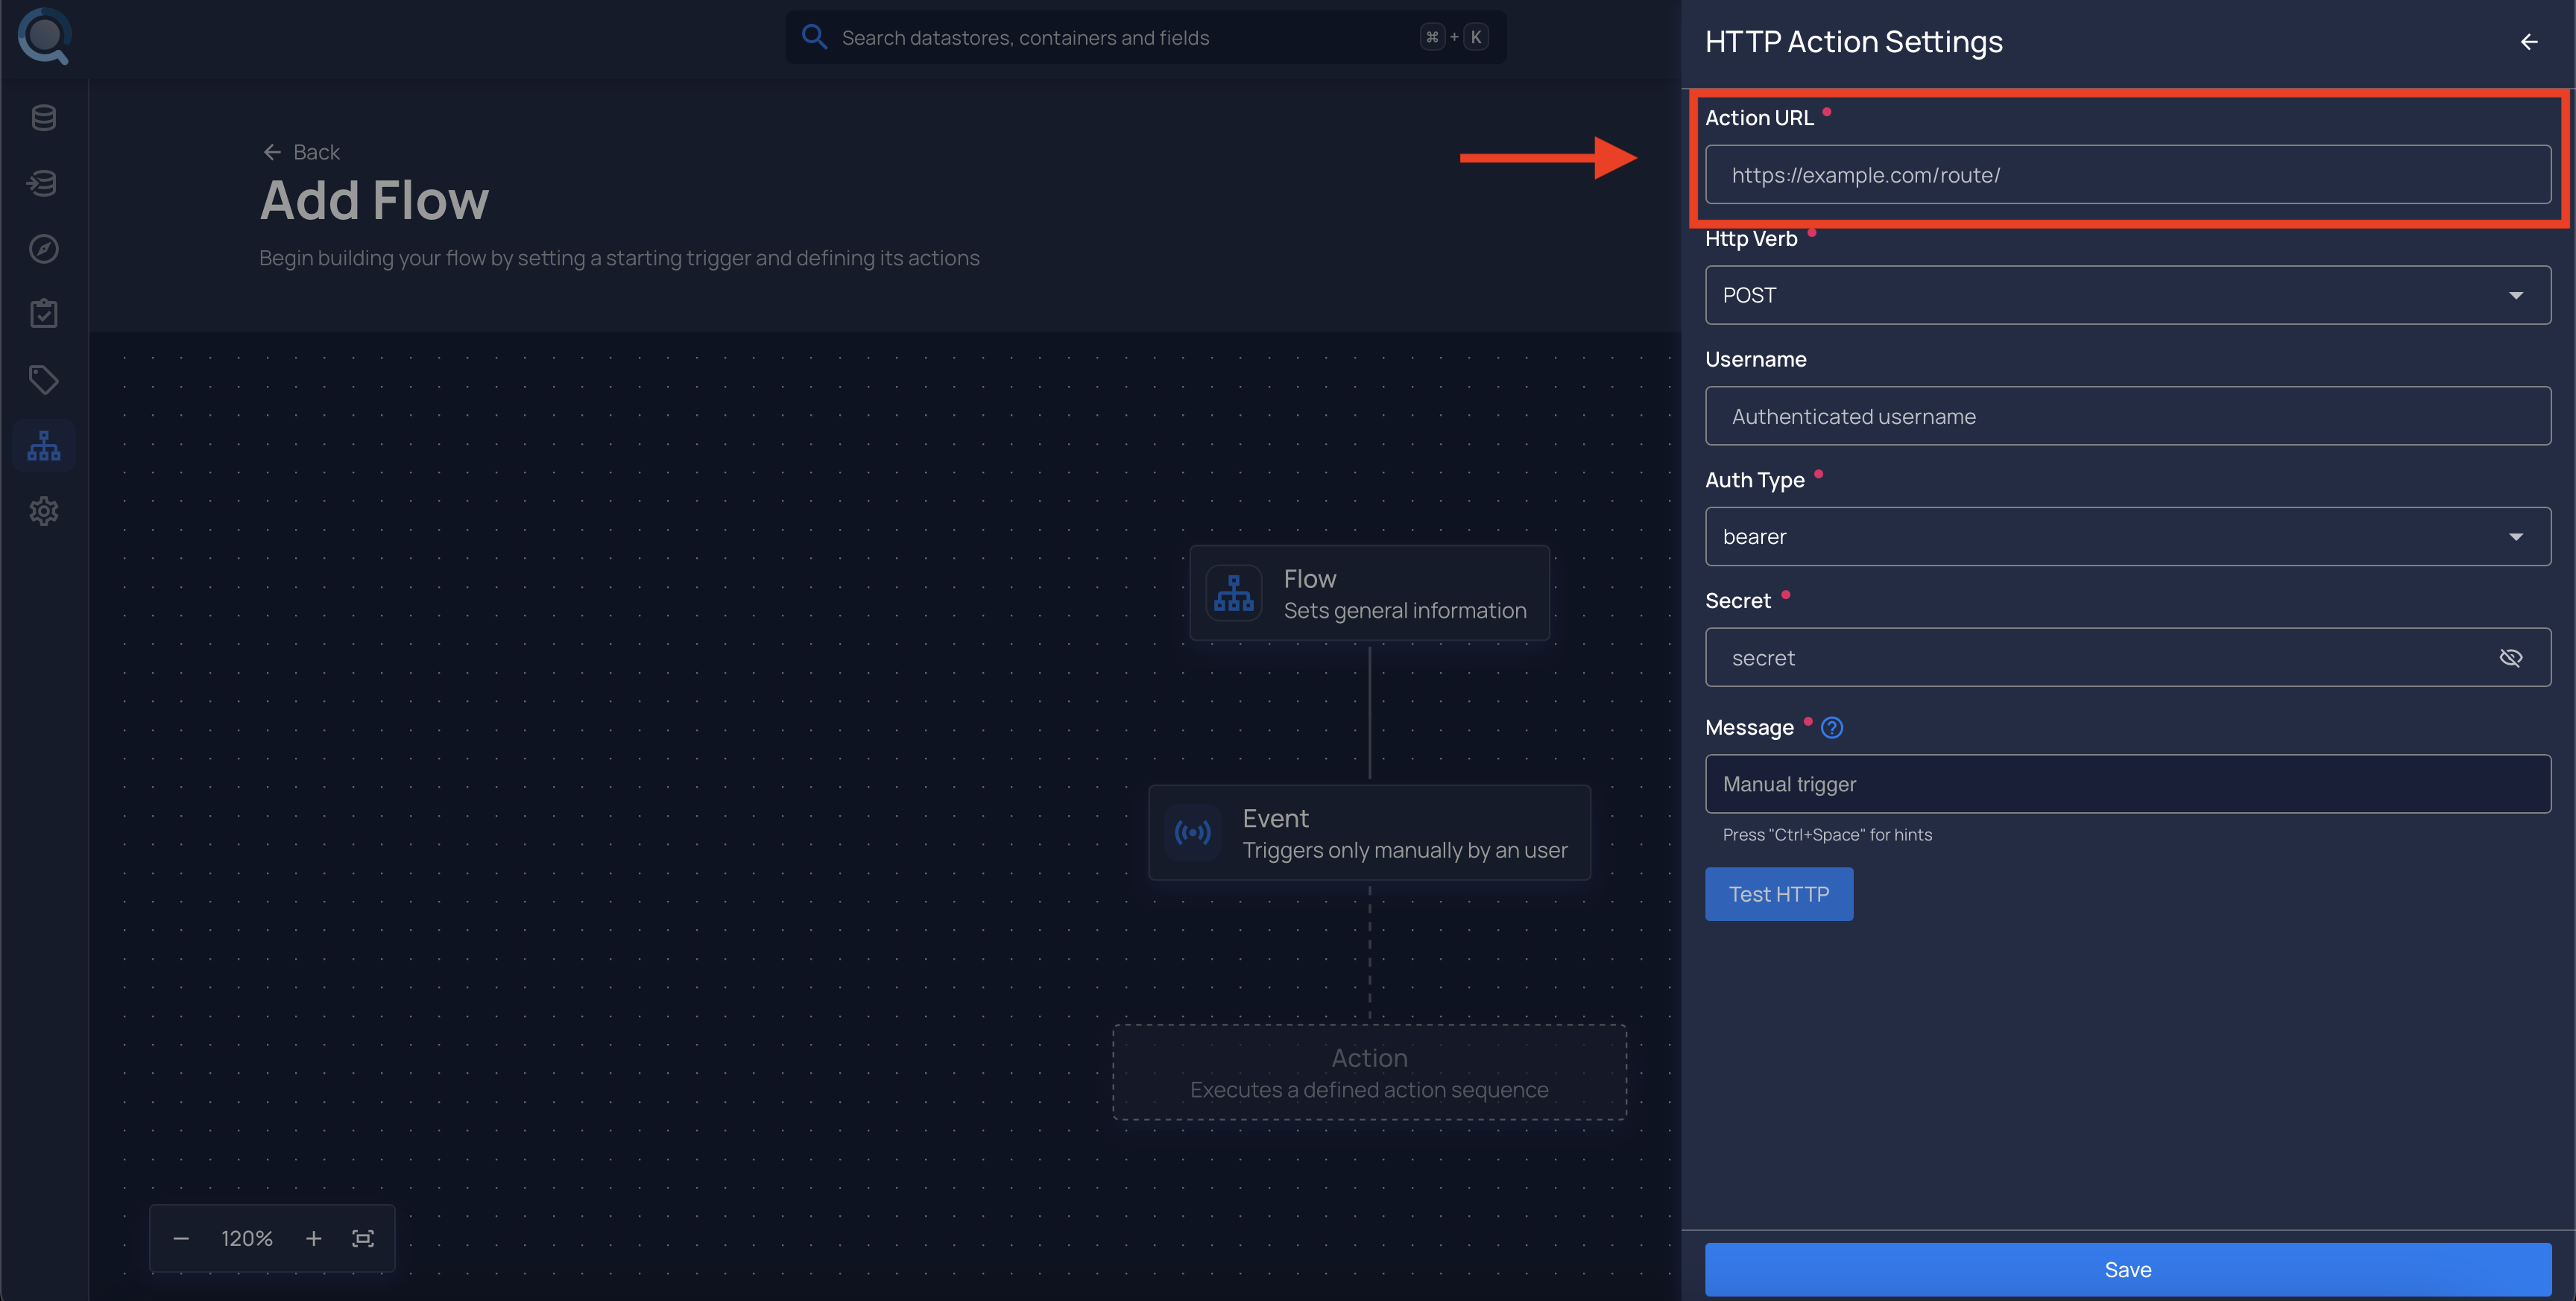 Search datastores, containers and fields
⌘ + K
Back
Add Flow
Begin building your flow by setting a starting trigger and defining its actions
Flow
Sets general information
Event
Triggers only manually by an user
Action
Executes a defined action sequence
120%
HTTP Action Settings
Action URL
https://example.com/route/
Http Verb
POST
Username
Authenticated username
Auth Type
bearer
Secret
secret
Message ?
Manual trigger
Press "Ctrl+Space" for hints
Test HTTP
Save